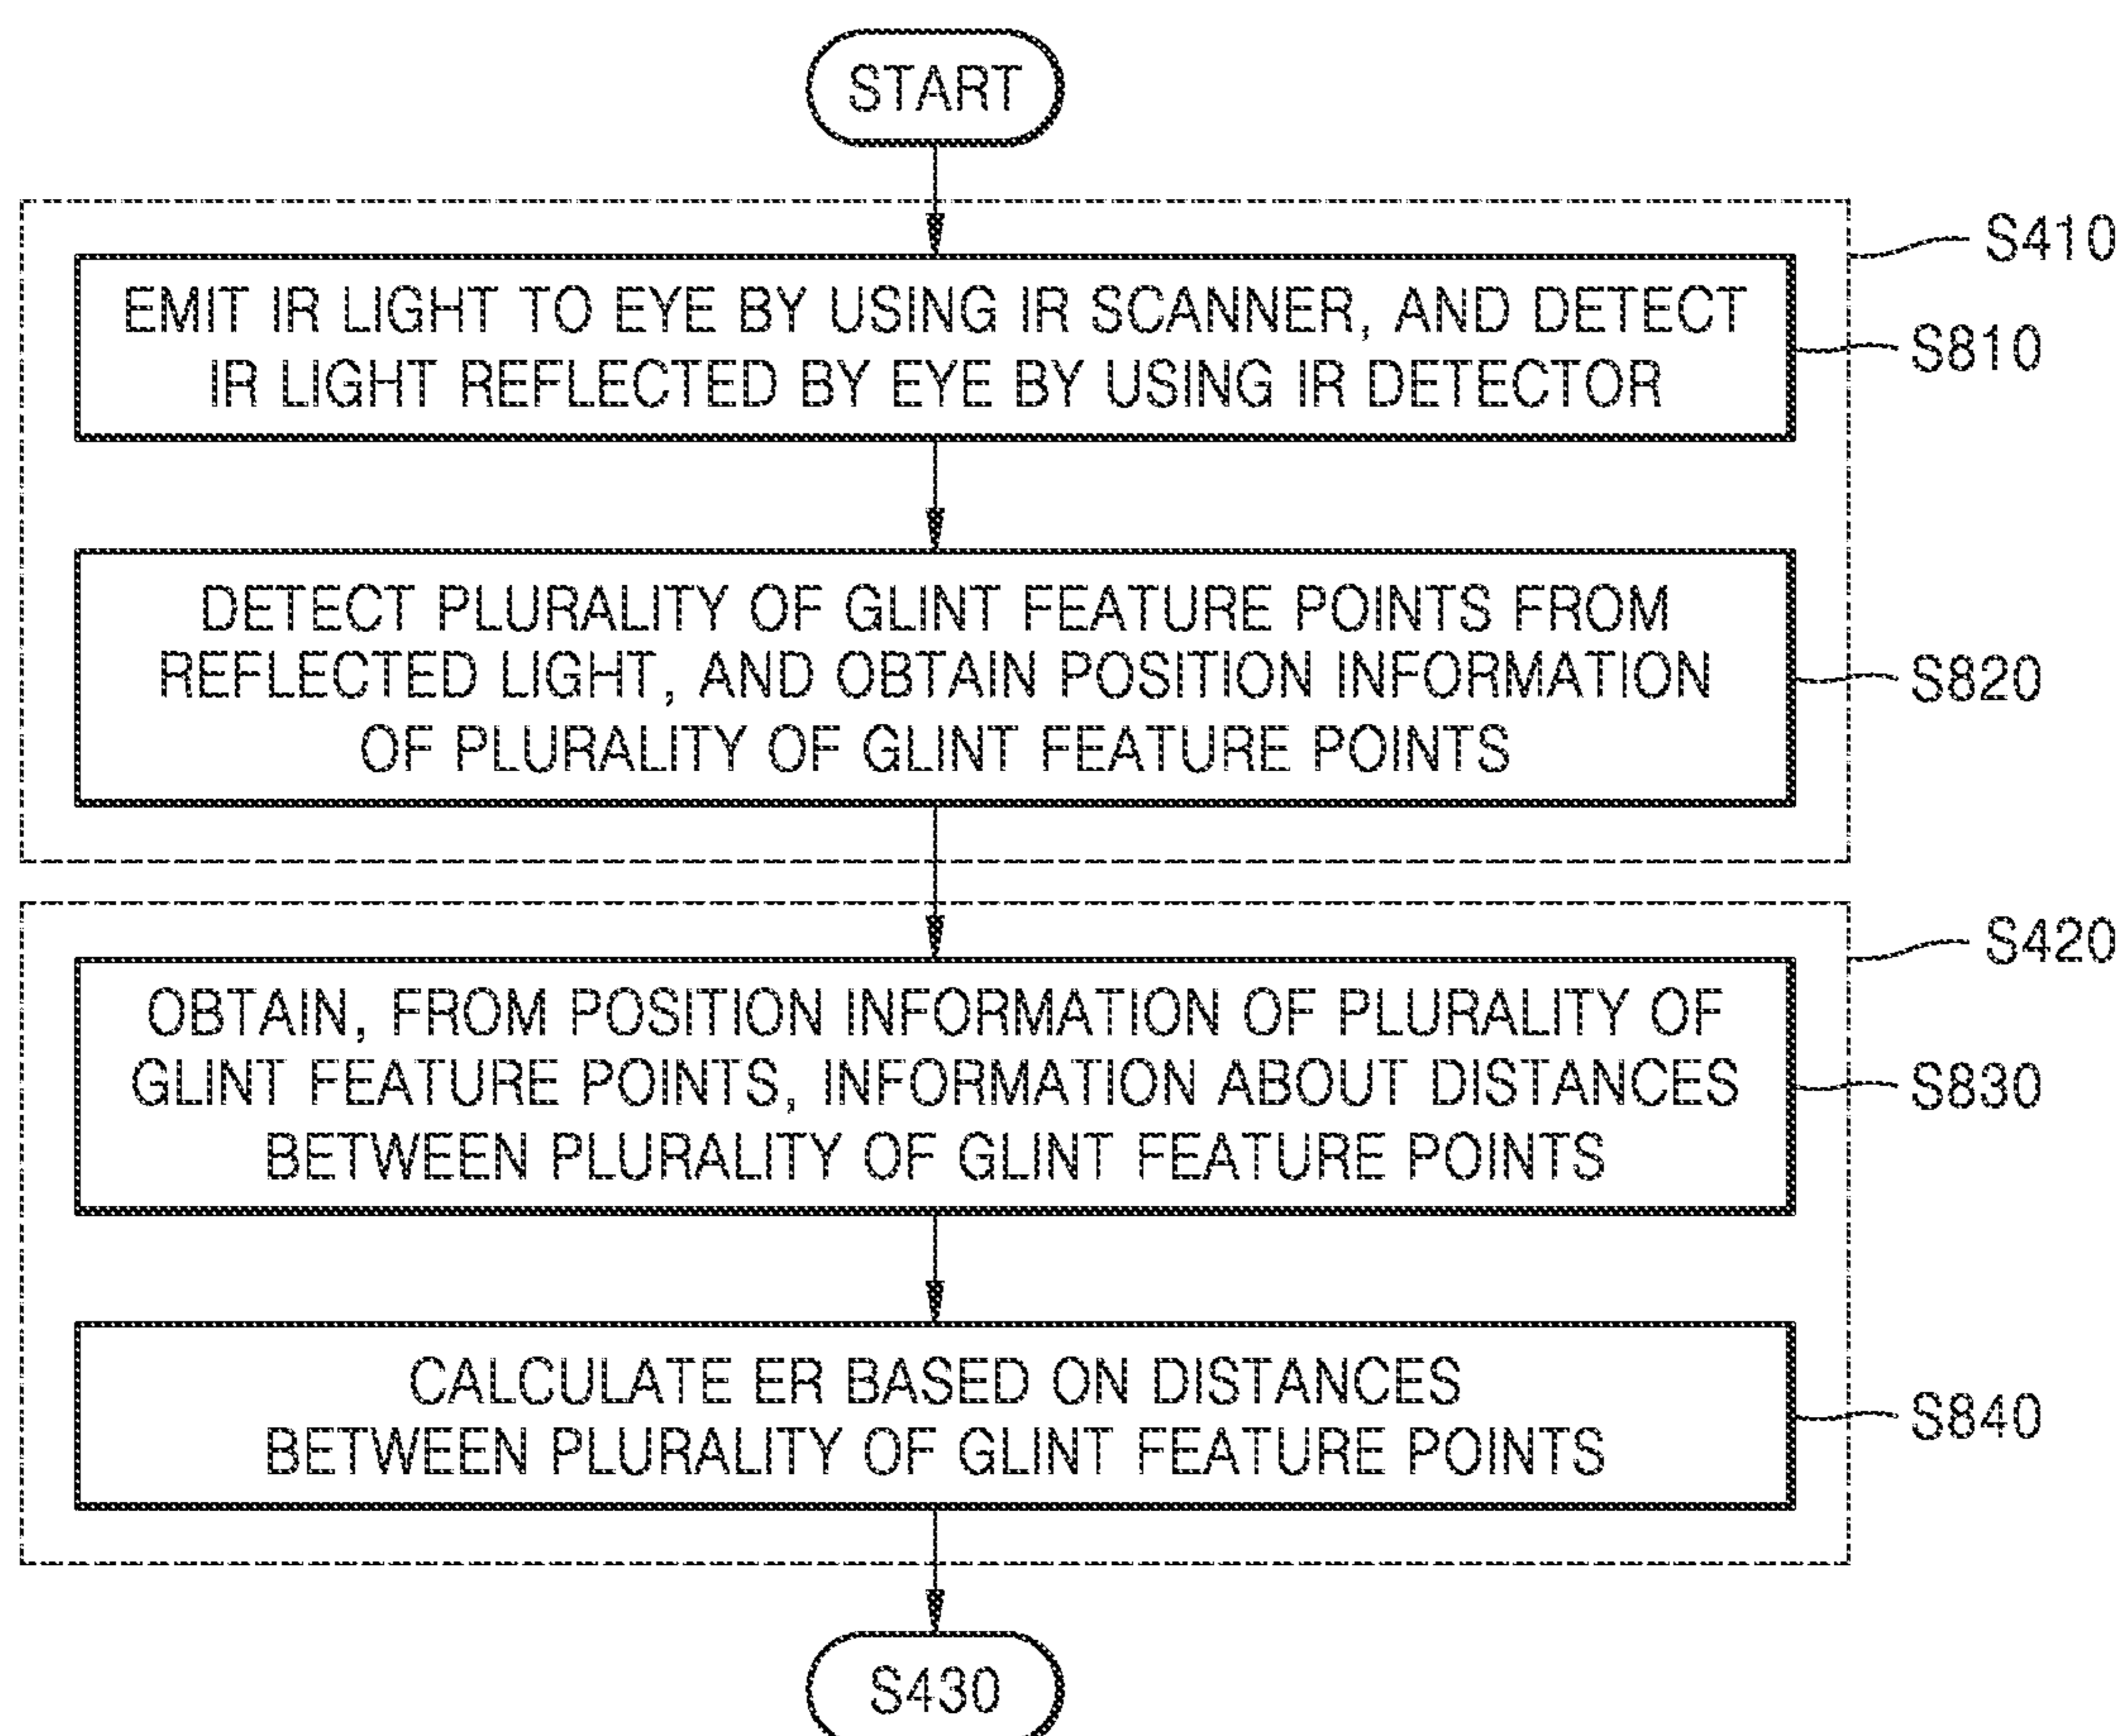 START
S410
EMIT IR LIGHT TO EYE BY USING IR SCANNER, AND DETECT
IR LIGHT REFLECTED BY EYE BY USING IR DETECTOR
S810
DETECT PLURALITY OF GLINT FEATURE POINTS FROM
REFLECTED LIGHT, AND OBTAIN POSITION INFORMATION
OF PLURALITY OF GLINT FEATURE POINTS
S820
S420
OBTAIN, FROM POSITION INFORMATION OF PLURALITY OF
GLINT FEATURE POINTS, INFORMATION ABOUT DISTANCES
BETWEEN PLURALITY OF GLINT FEATURE POINTS
S830
CALCULATE ER BASED ON DISTANCES
BETWEEN PLURALITY OF GLINT FEATURE POINTS
S840
S430